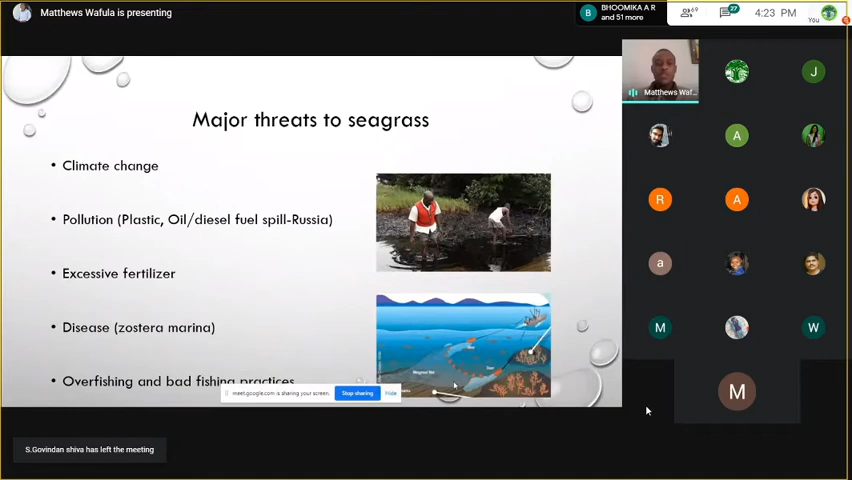 Matthews Wafula is presenting
B
BHOOMIKA A R
and 51 more
69
27
4:23 PM
You
Major threats to seagrass
• Climate change
• Pollution (Plastic, Oil/diesel fuel spill-Russia)
• Excessive fertilizer
• Disease (zostera marina)
• Overfishing and bad fishing practices
meet.google.com is sharing your screen.
Stop sharing
Hide
Matthews Waf...
J
A
R
A
a
M
W
M
S.Govindan shiva has left the meeting